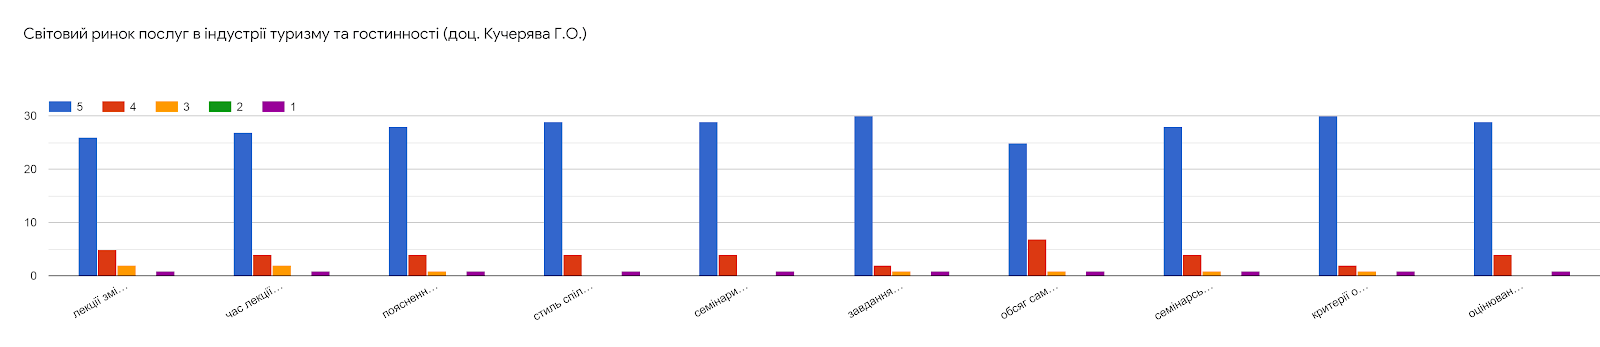 Світовий ринок послуг в індустрії туризму та гостинності (доц. Кучерява Г.О.)
5 4 3 2 1
30
20
10
0
лекції змі…
час лекції…
поясненн…
стиль спіл…
семінари…
завдання…
обсяг сам…
семінарсь…
критерії о…
оцінюван…